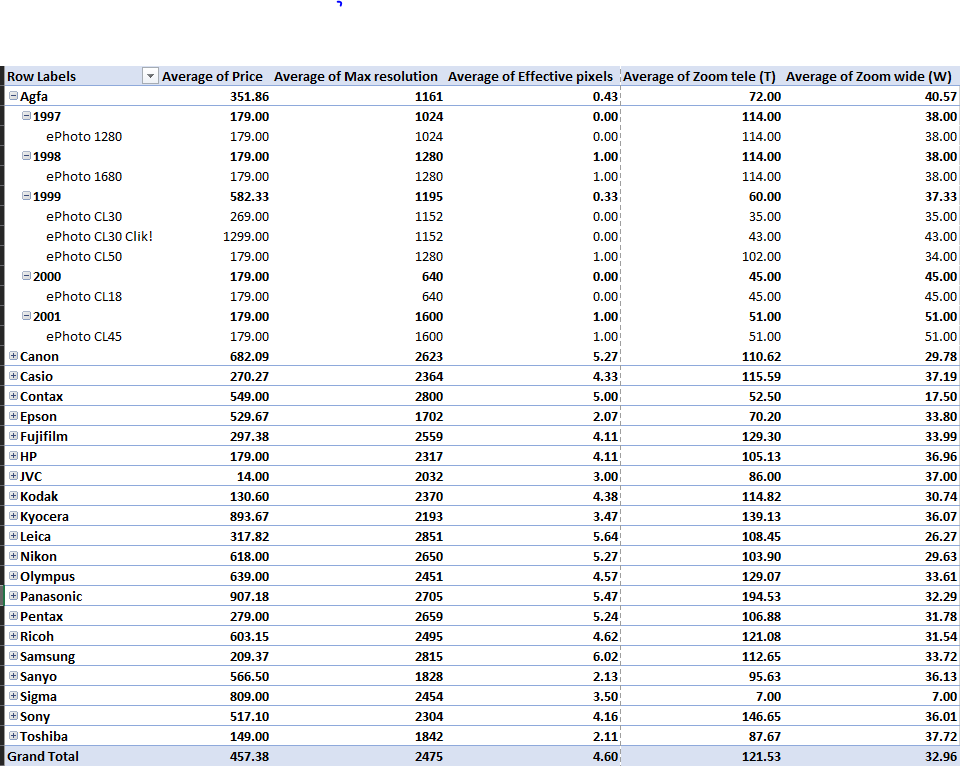 Row Labels Average of Price Average of Max resolution Average of Effective pixels Average of Zoom tele (T) Average of Zoom wide (W)
Agfa 351.86 1161 0.43 72.00 40.57
1997 179.00 1024 0.00 114.00 38.00
ePhoto 1280 179.00 1024 0.00 114.00 38.00
1998 179.00 1280 1.00 114.00 38.00
ePhoto 1680 179.00 1280 1.00 114.00 38.00
1999 582.33 1195 0.33 60.00 37.33
ePhoto CL30 269.00 1152 0.00 35.00 35.00
ePhoto CL30 Clik! 1299.00 1152 0.00 43.00 43.00
ePhoto CL50 179.00 1280 1.00 102.00 34.00
2000 179.00 640 0.00 45.00 45.00
ePhoto CL18 179.00 640 0.00 45.00 45.00
2001 179.00 1600 1.00 51.00 51.00
ePhoto CL45 179.00 1600 1.00 51.00 51.00
Canon 682.09 2623 5.27 110.62 29.78
Casio 270.27 2364 4.33 115.59 37.19
Contax 549.00 2800 5.00 52.50 17.50
Epson 529.67 1702 2.07 70.20 33.80
Fujifilm 297.38 2559 4.11 129.30 33.99
HP 179.00 2317 4.11 105.13 36.96
JVC 14.00 2032 3.00 86.00 37.00
Kodak 130.60 2370 4.38 114.82 30.74
Kyocera 893.67 2193 3.47 139.13 36.07
Leica 317.82 2851 5.64 108.45 26.27
Nikon 618.00 2650 5.27 103.90 29.63
Olympus 639.00 2451 4.57 129.07 33.61
Panasonic 907.18 2705 5.47 194.53 32.29
Pentax 279.00 2659 5.24 106.88 31.78
Ricoh 603.15 2495 4.62 121.08 31.54
Samsung 209.37 2815 6.02 112.65 33.72
Sanyo 566.50 1828 2.13 95.63 36.13
Sigma 809.00 2454 3.50 7.00 7.00
Sony 517.10 2304 4.16 146.65 36.01
Toshiba 149.00 1842 2.11 87.67 37.72
Grand Total 457.38 2475 4.60 121.53 32.96